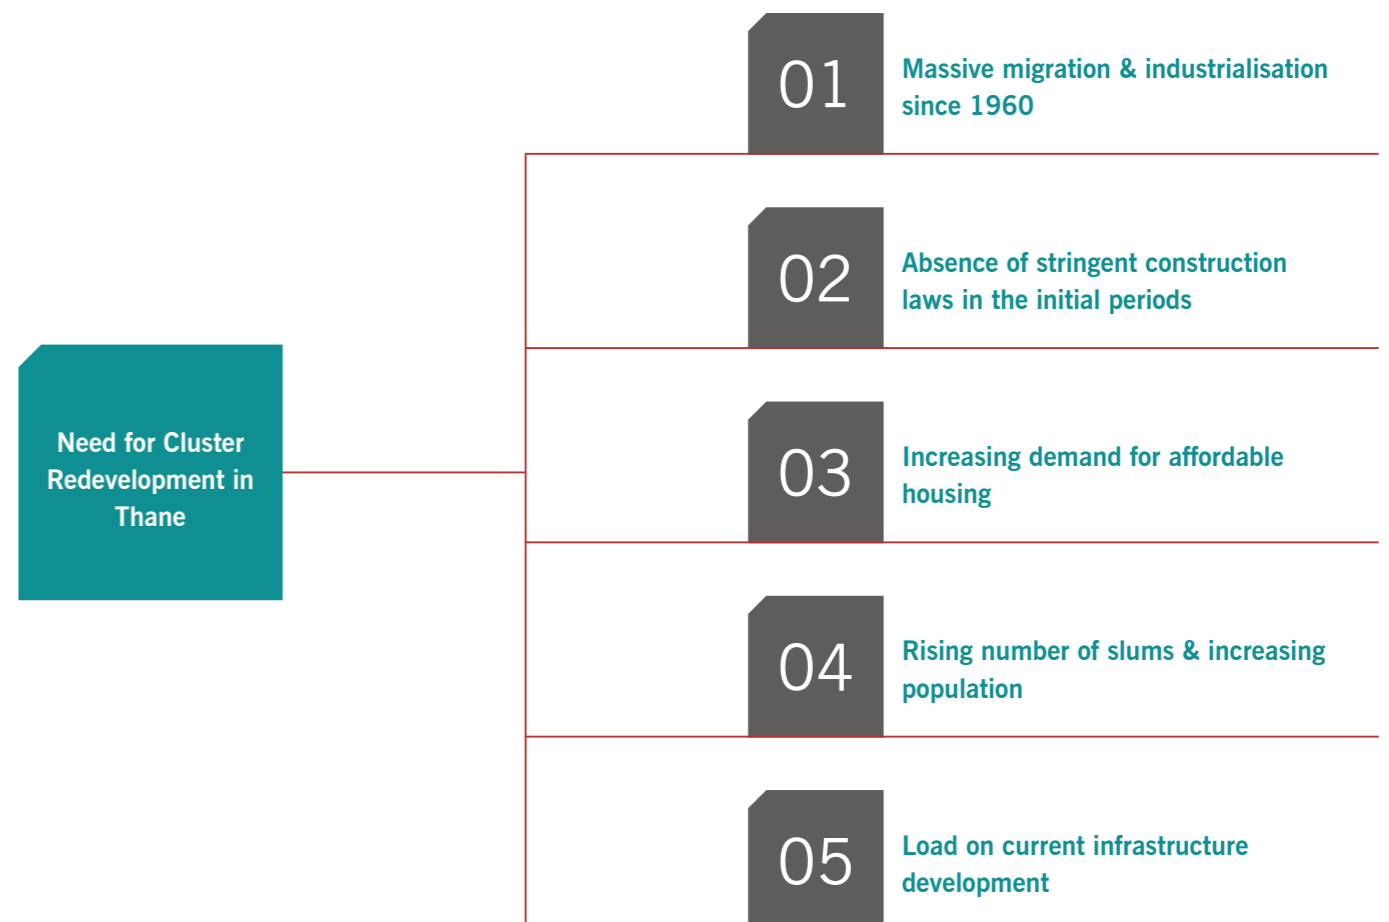 01
Massive migration & industrialisation
since 1960
02
Absence of stringent construction
laws in the initial periods
Need for Cluster
Redevelopment in
Thane
03
Increasing demand for affordable
housing
04
Rising number of slums & increasing
population
05
Load on current infrastructure
development